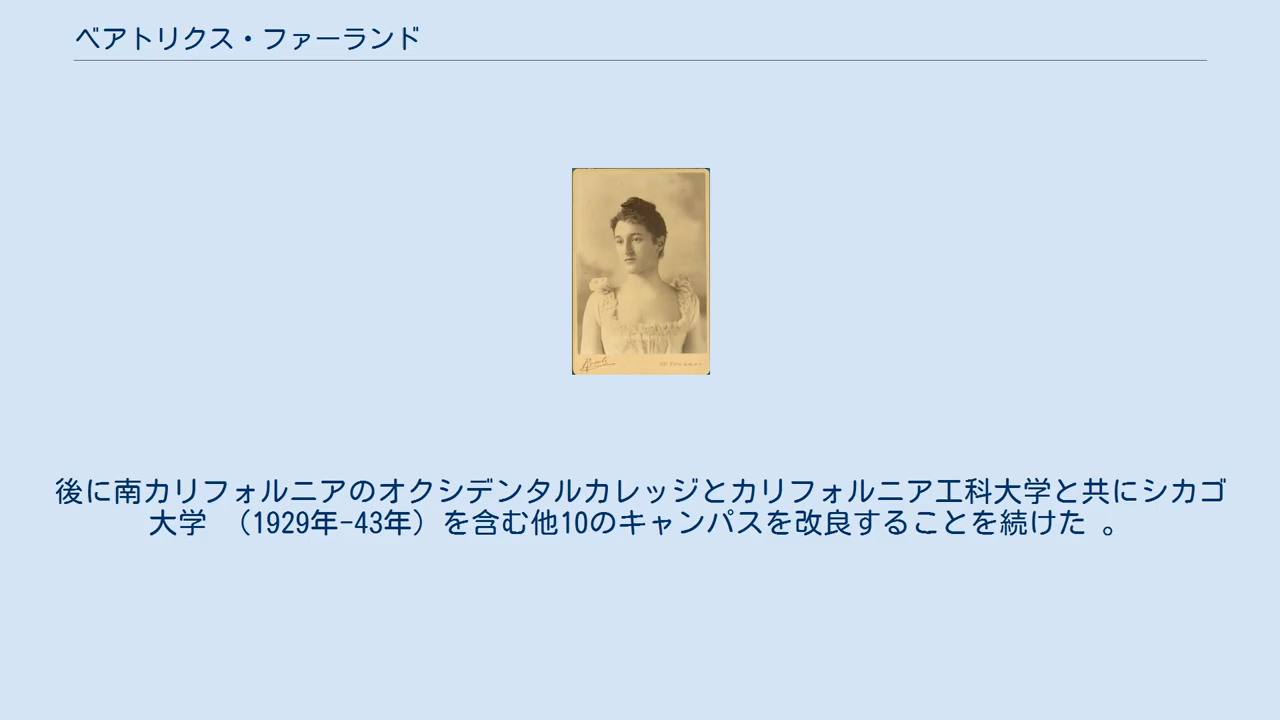 ベアトリクス・ファーランド
後に南カリフォルニアのオクシデンタルカレッジとカリフォルニア工科大学と共にシカゴ
大学 （1929年-43年）を含む他10のキャンパスを改良することを続けた 。